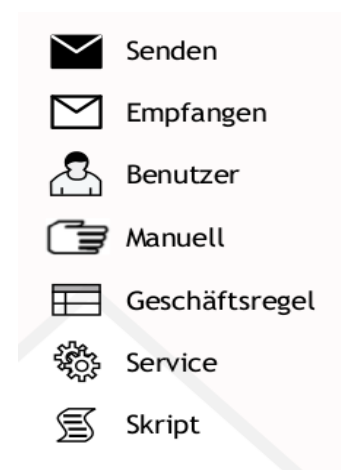 Senden
Empfangen
Benutzer
Manuell
Geschäftsregel
Service
Skript